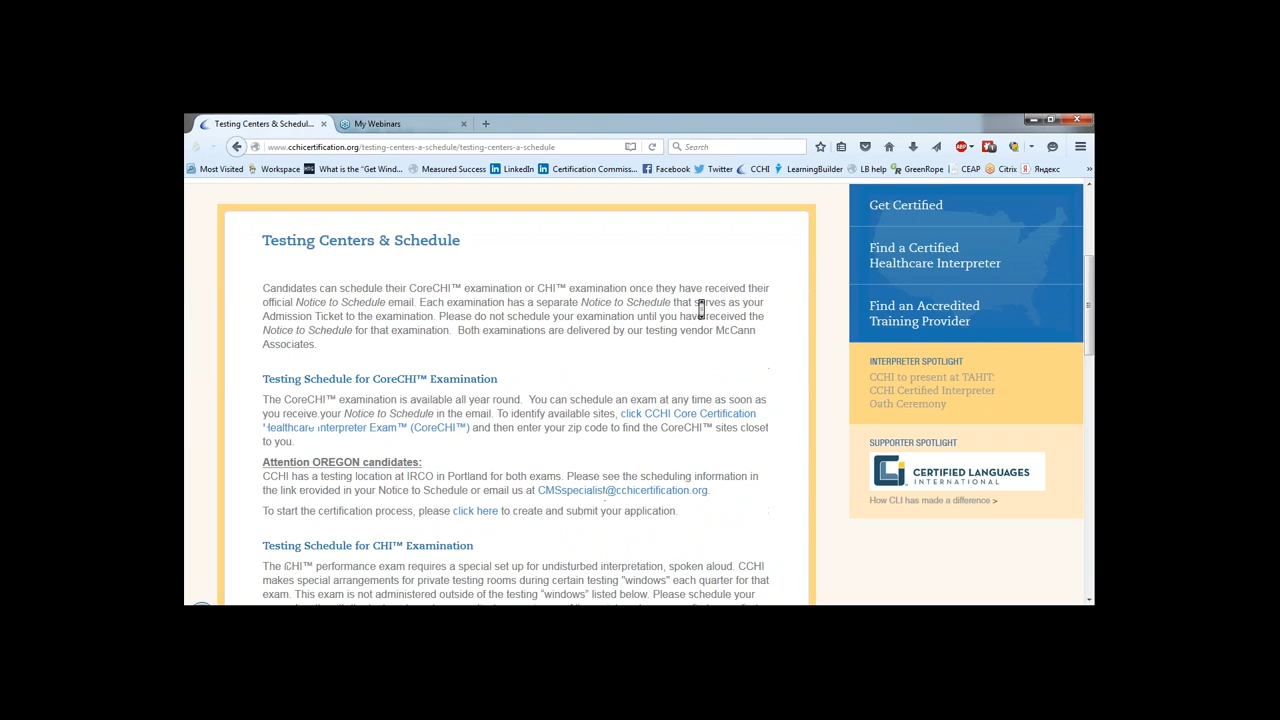 Testing Centers & Schedul...
My Webinars
www.cchicertification.org/testing-centers-a-schedule/testing-centers-a-schedule
Search
Most Visited
Workspace
What is the "Get Wind...
Measured Success
LinkedIn
Certification Commiss...
Facebook
Twitter
CCHI
LearningBuilder
LB help
GreenRope
CEAP
Citrix
Яндекс
»
Testing Centers & Schedule
Candidates can schedule their CoreCHI™ examination or CHI™ examination once they have received their
official Notice to Schedule email. Each examination has a separate Notice to Schedule that serves as your
Admission Ticket to the examination. Please do not schedule your examination until you have received the
Notice to Schedule for that examination. Both examinations are delivered by our testing vendor McCann
Associates.
Testing Schedule for CoreCHI™ Examination
The CoreCHI™ examination is available all year round. You can schedule an exam at any time as soon as
you receive your Notice to Schedule in the email. To identify available sites, click CCHI Core Certification
Healthcare Interpreter Exam™ (CoreCHI™) and then enter your zip code to find the CoreCHI™ sites closet
to you.
Attention OREGON candidates:
CCHI has a testing location at IRCO in Portland for both exams. Please see the scheduling information in
the link erovided in your Notice to Schedule or email us at CMSspecialist@cchicertification.org.
To start the certification process, please click here to create and submit your application.
Testing Schedule for CHI™ Examination
The CHI™ performance exam requires a special set up for undisturbed interpretation, spoken aloud. CCHI
makes special arrangements for private testing rooms during certain testing "windows" each quarter for that
exam. This exam is not administered outside of the testing "windows" listed below. Please schedule your
Get Certified
Find a Certified
Healthcare Interpreter
Find an Accredited
Training Provider
INTERPRETER SPOTLIGHT
CCHI to present at TAHIT:
CCHI Certified Interpreter
Oath Ceremony
SUPPORTER SPOTLIGHT
CERTIFIED LANGUAGES
INTERNATIONAL
How CLI has made a difference >